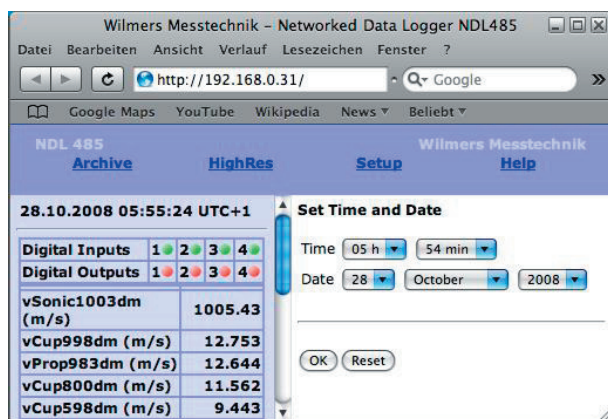 Wilmers Messtechnik – Networked Data Logger NDL485
Datei Bearbeiten Ansicht Verlauf Lesezeichen Fenster ?
http://192.168.0.31/ Google »
Google Maps YouTube Wikipedia News ▾ Beliebt ▾
NDL 485 Wilmers Messtechnik
Archive HighRes Setup Help
28.10.2008 05:55:24 UTC+1
Digital Inputs 1 2 3 4
Digital Outputs 1 2 3 4
vSonic1003dm (m/s) 1005.43
vCup998dm (m/s) 12.753
vProp983dm (m/s) 12.644
vCup800dm (m/s) 11.562
vCup598dm (m/s) 9.443
Set Time and Date
Time 05 h 54 min
Date 28 October 2008
OK Reset